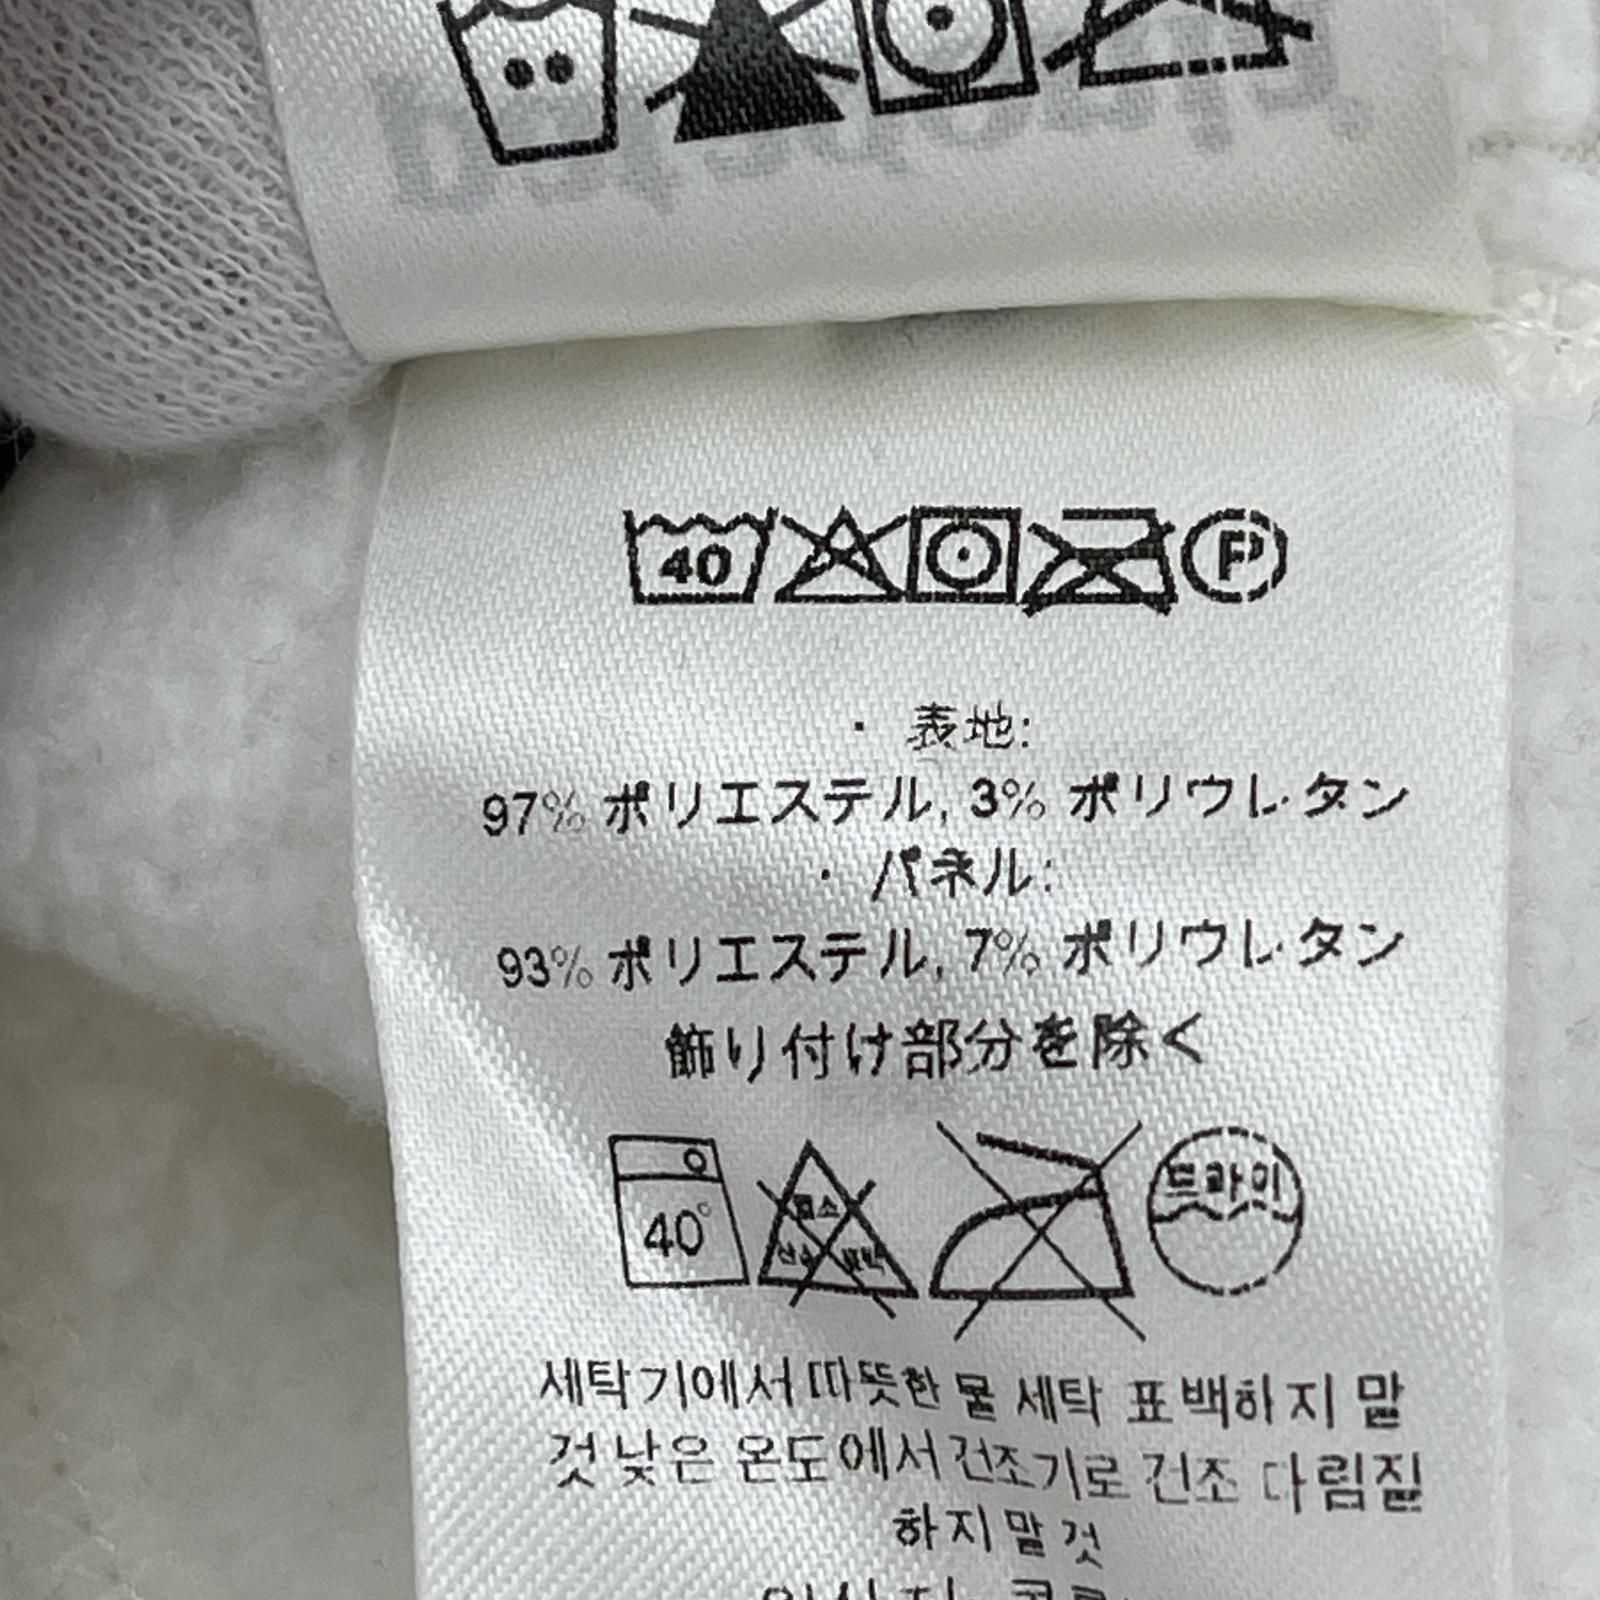 40 P
・ 表地:
97% ポリエステル, 3% ポリウレタン
・ パネル:
93% ポリエステル, 7% ポリウレタン
飾り付け部分を除く
40° 드라이
세탁기에서 따뜻한 물 세탁 표백하지 말
것 낮은 온도에서 건조기로 건조 다림질
하지 말 것